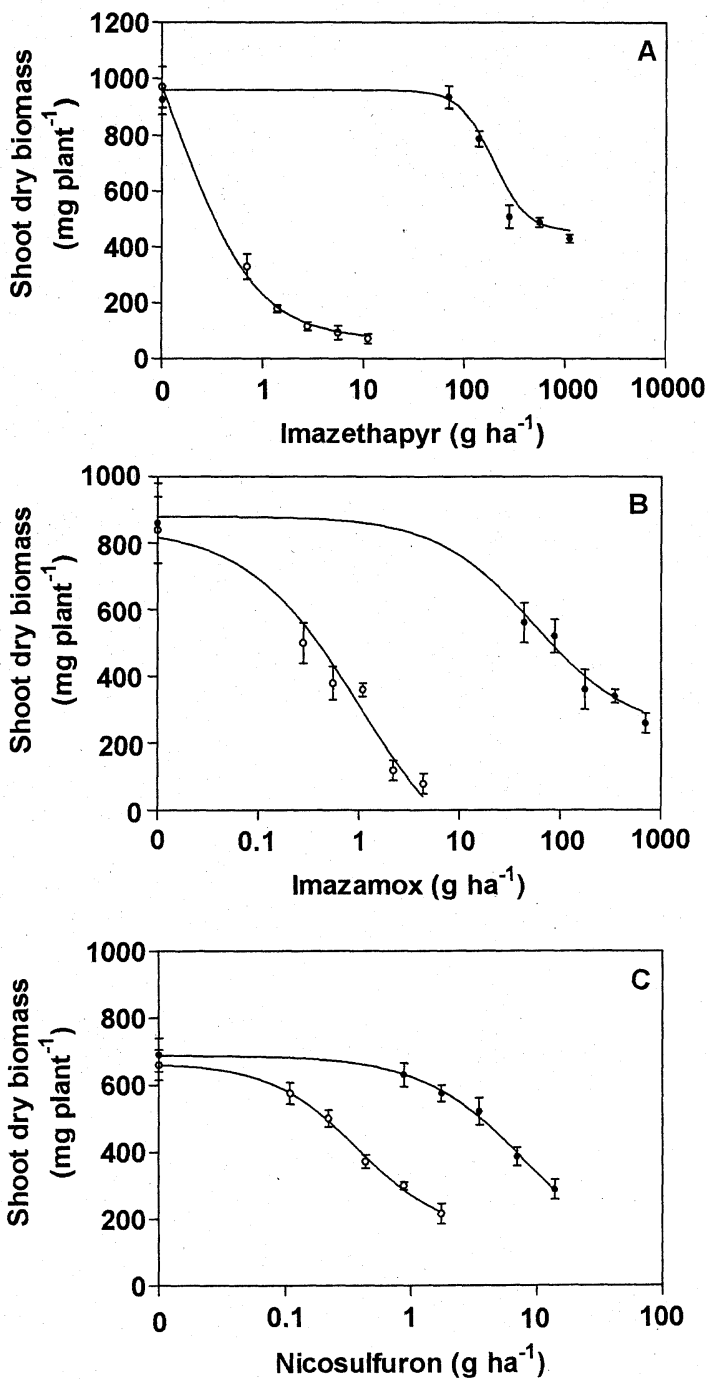 A
1200
1000
800
600
400
200
0
Shoot dry biomass
(mg plant⁻¹)
0 1 10 100 1000 10000
Imazethapyr (g ha⁻¹)
B
1000
800
600
400
200
0
Shoot dry biomass
(mg plant⁻¹)
0 0.1 1 10 100 1000
Imazamox (g ha⁻¹)
C
1000
800
600
400
200
0
Shoot dry biomass
(mg plant⁻¹)
0 0.1 1 10 100
Nicosulfuron (g ha⁻¹)